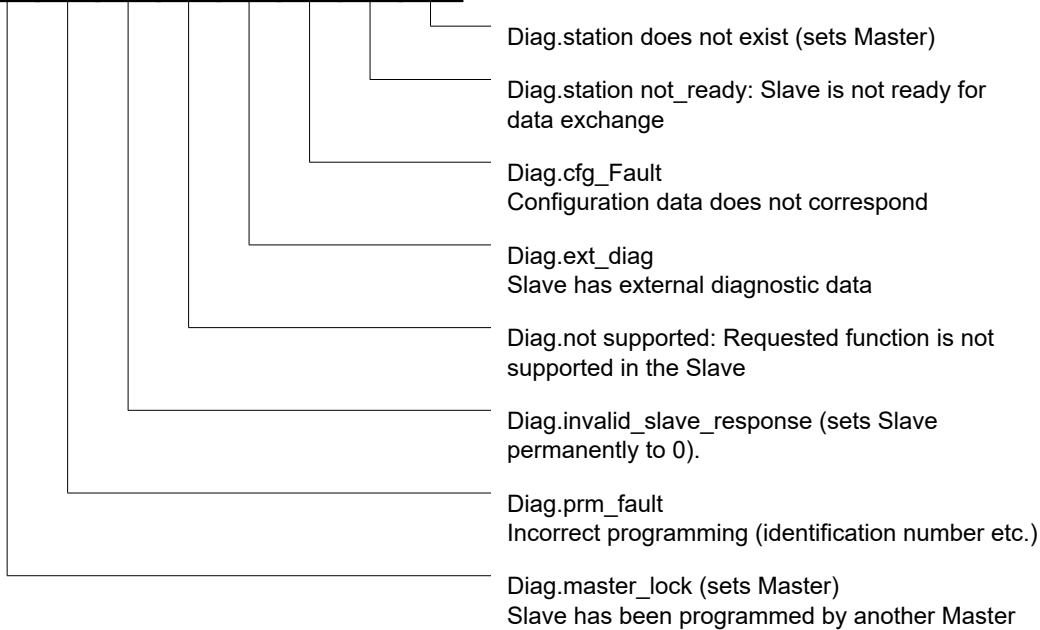 Diag.station does not exist (sets Master)
Diag.station not_ready: Slave is not ready for
data exchange
Diag.cfg_Fault
Configuration data does not correspond
Diag.ext_diag
Slave has external diagnostic data
Diag.not supported: Requested function is not
supported in the Slave
Diag.invalid_slave_response (sets Slave
permanently to 0).
Diag.prm_fault
Incorrect programming (identification number etc.)
Diag.master_lock (sets Master)
Slave has been programmed by another Master